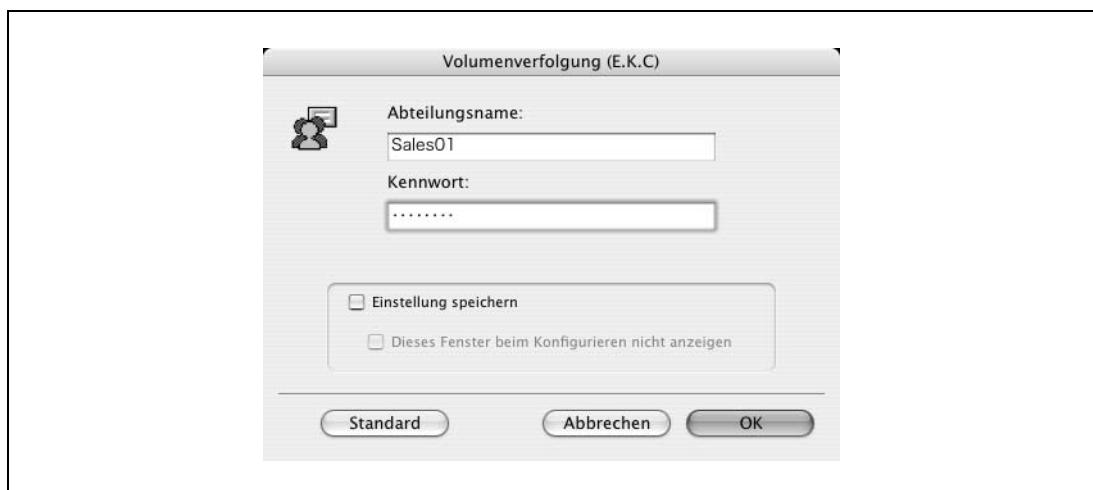 Volumenverfolgung (E.K.C)
Abteilungsname:
Sales01
Kennwort:
········
Einstellung speichern
Dieses Fenster beim Konfigurieren nicht anzeigen
Standard
Abbrechen
OK